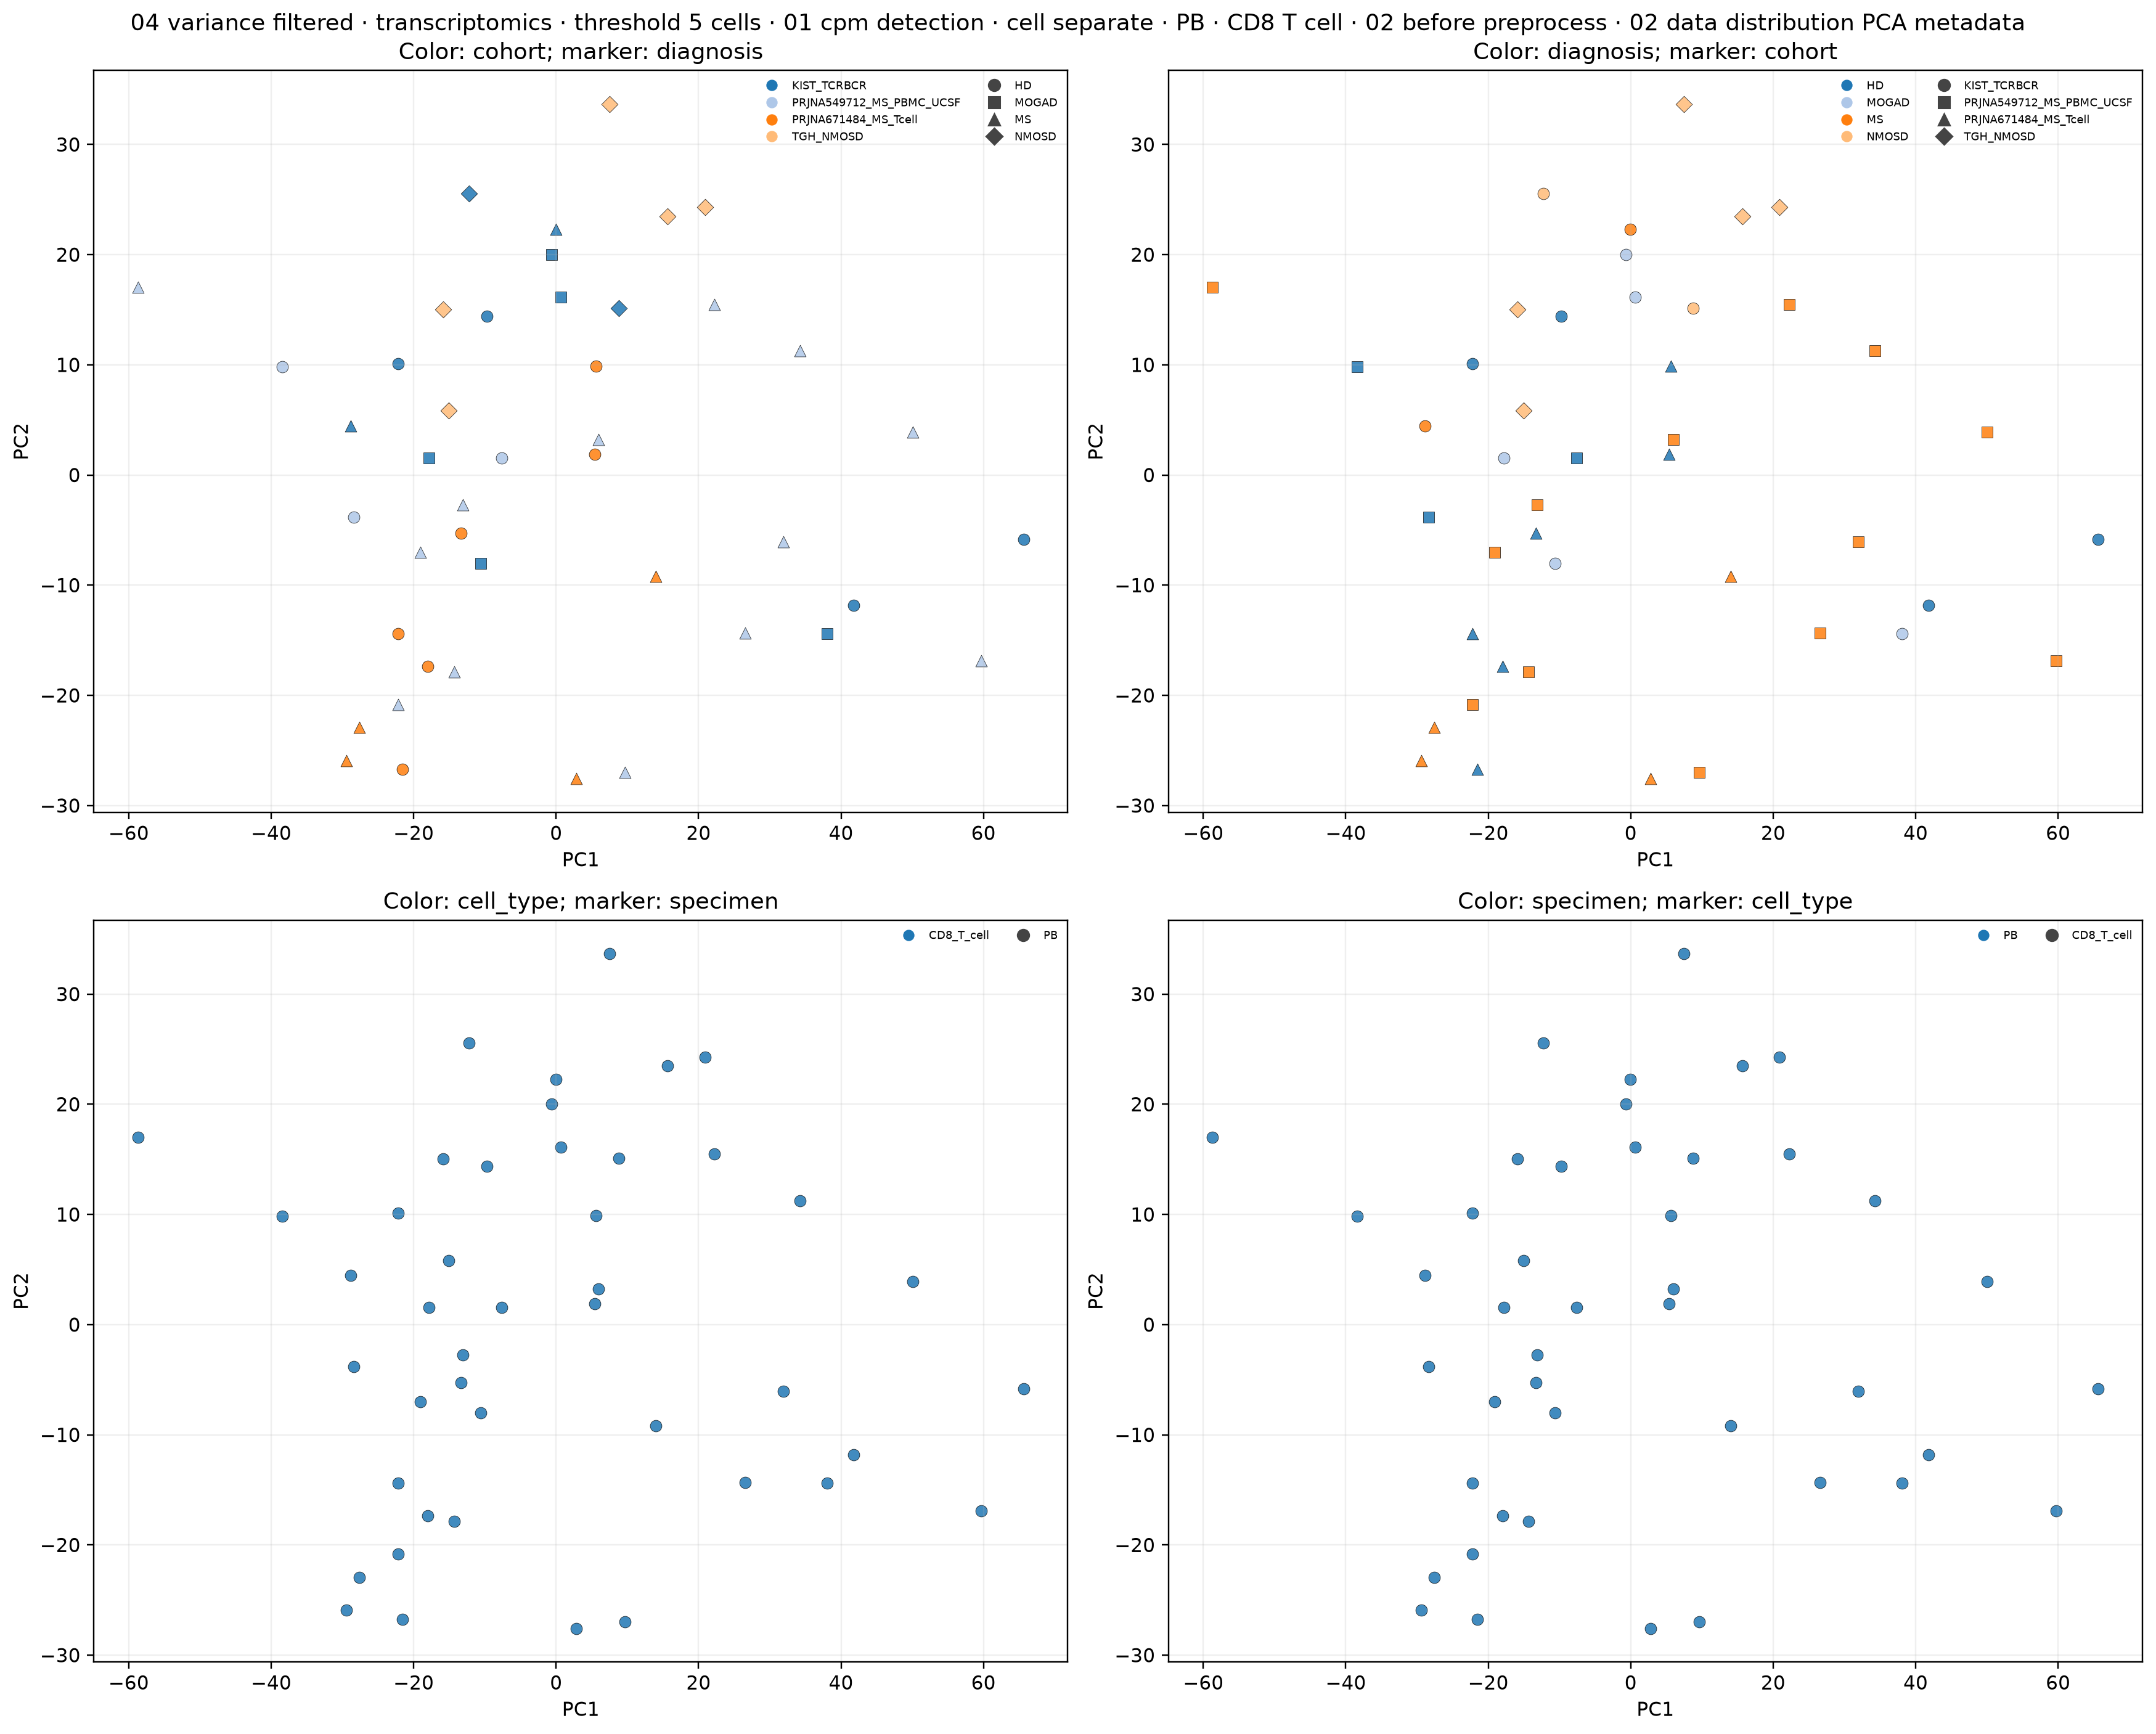 04 variance filtered · transcriptomics · threshold 5 cells · 01 cpm detection · cell separate · PB · CD8 T cell · 02 before preprocess · 02 data distribution PCA metadata
Color: cohort; marker: diagnosis
KIST_TCRBCR
PRJNA549712_MS_PBMC_UCSF
PRJNA671484_MS_Tcell
TGH_NMOSD
HD
MOGAD
MS
NMOSD
30
20
10
0
−10
−20
−30
PC2
−60 −40 −20 0 20 40 60
PC1
Color: diagnosis; marker: cohort
HD
MOGAD
MS
NMOSD
KIST_TCRBCR
PRJNA549712_MS_PBMC_UCSF
PRJNA671484_MS_Tcell
TGH_NMOSD
30
20
10
0
−10
−20
−30
PC2
−60 −40 −20 0 20 40 60
PC1
Color: cell_type; marker: specimen
CD8_T_cell
PB
30
20
10
0
−10
−20
−30
PC2
−60 −40 −20 0 20 40 60
PC1
Color: specimen; marker: cell_type
PB
CD8_T_cell
30
20
10
0
−10
−20
−30
PC2
−60 −40 −20 0 20 40 60
PC1